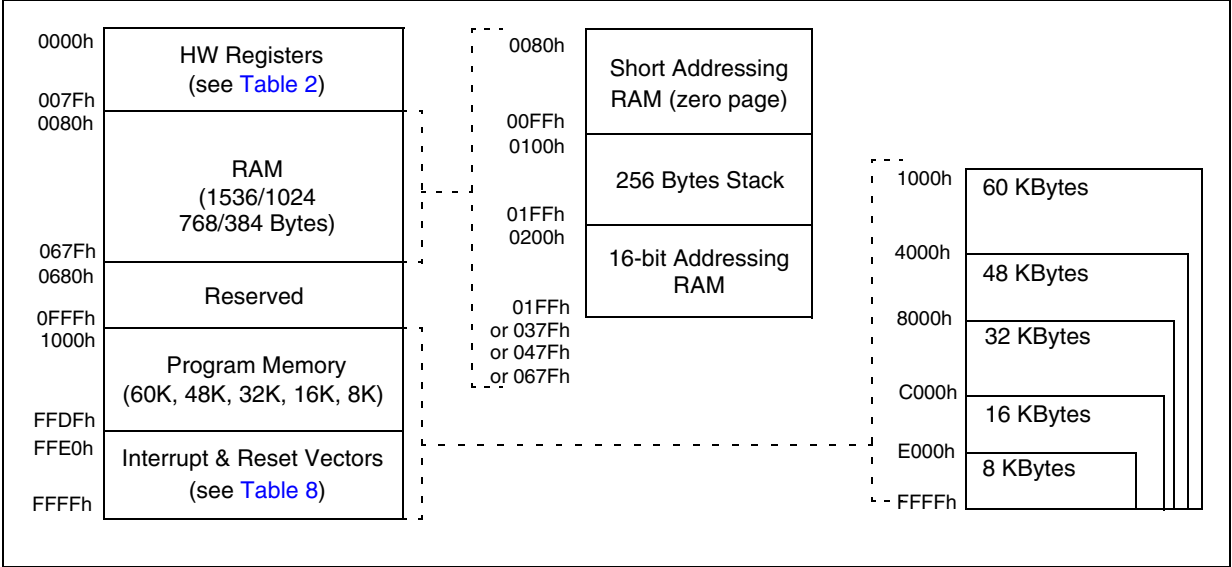 0000h
HW Registers
(see Table 2)
007Fh
0080h
RAM
(1536/1024
768/384 Bytes)
067Fh
0680h
Reserved
0FFFh
1000h
Program Memory
(60K, 48K, 32K, 16K, 8K)
FFDFh
FFE0h
Interrupt & Reset Vectors
(see Table 8)
FFFFh
0080h
Short Addressing
RAM (zero page)
00FFh
0100h
256 Bytes Stack
01FFh
0200h
16-bit Addressing
RAM
01FFh
or 037Fh
or 047Fh
or 067Fh
1000h
60 KBytes
4000h
48 KBytes
8000h
32 KBytes
C000h
16 KBytes
E000h
8 KBytes
FFFFh